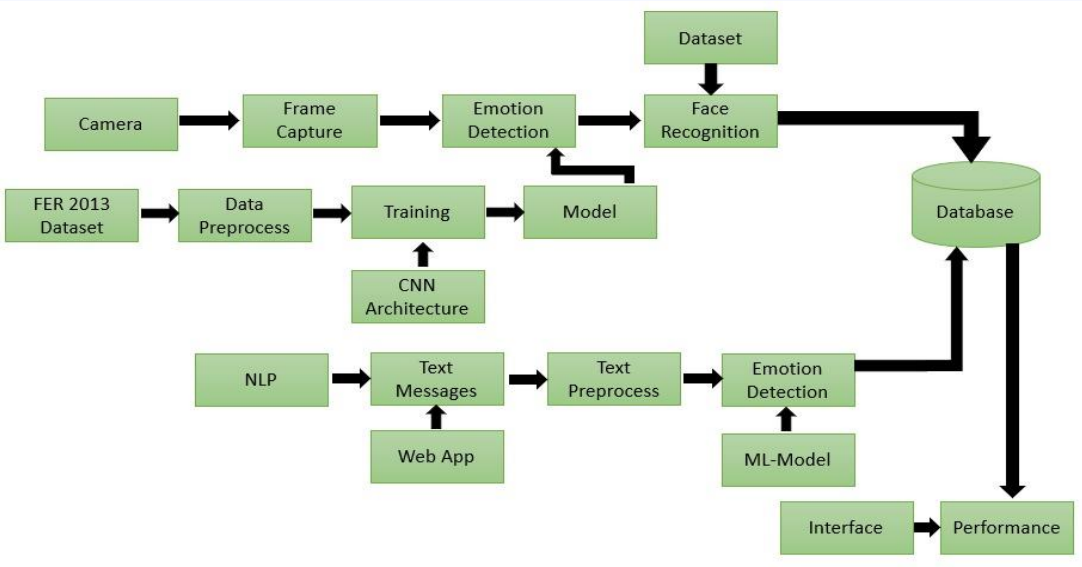 Dataset
Camera
Frame
Capture
Emotion
Detection
Face
Recognition
FER 2013
Dataset
Data
Preprocess
Training
Model
Database
CNN
Architecture
NLP
Text
Messages
Text
Preprocess
Emotion
Detection
Web App
ML-Model
Interface
Performance